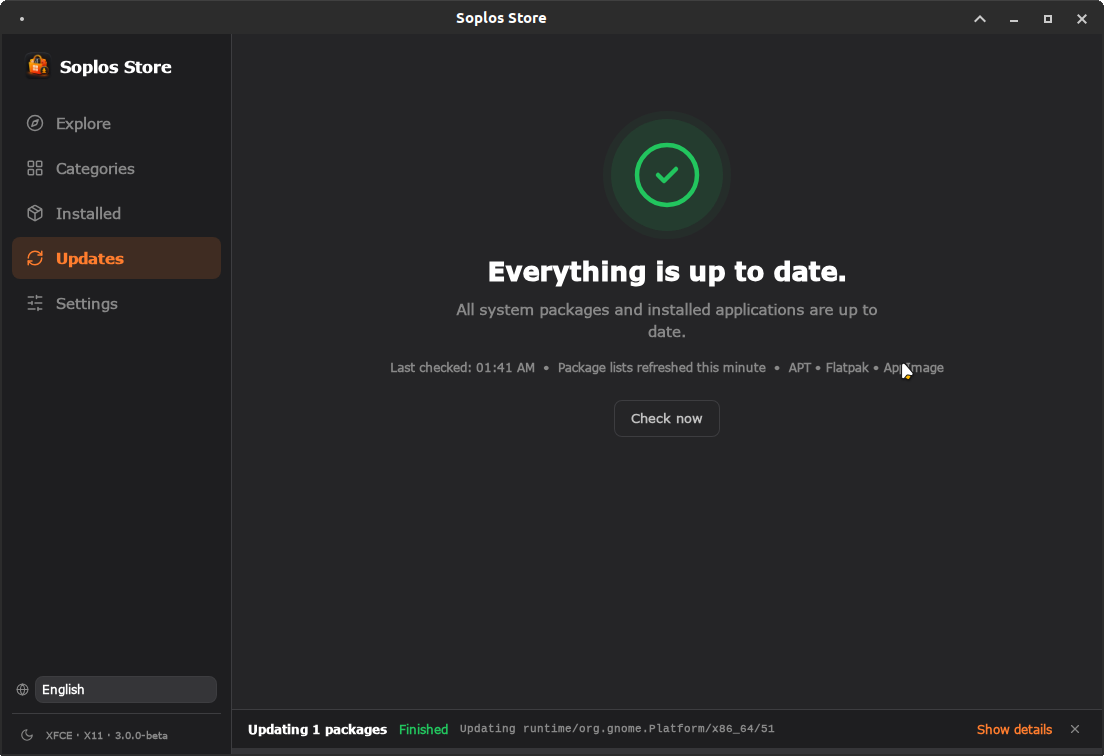 Soplos Store
Soplos Store
Explore
Categories
Installed
Updates
Settings
Everything is up to date.
All system packages and installed applications are up to
date.
Last checked: 01:41 AM • Package lists refreshed this minute • APT • Flatpak • AppImage
Check now
English
XFCE · X11 · 3.0.0-beta
Updating 1 packages Finished Updating runtime/org.gnome.Platform/x86_64/51 Show details